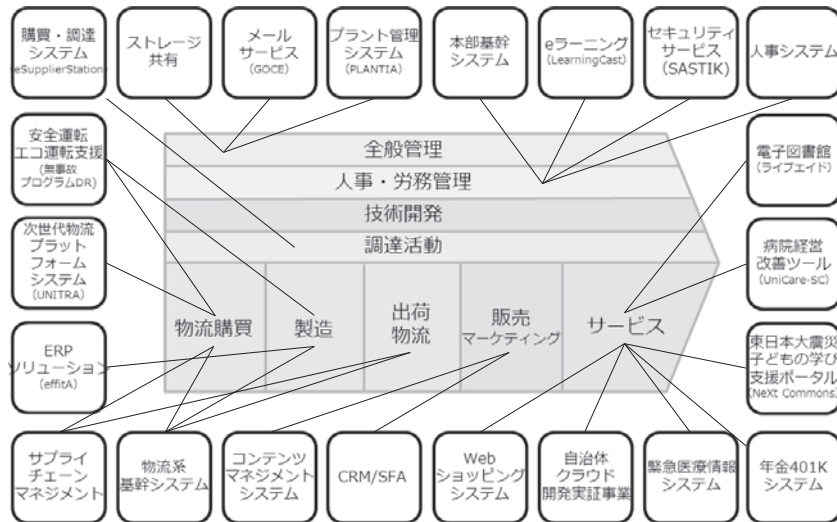 購買・調達
システム
(eSupplierStation)
ストレージ
共有
メール
サービス
(GOCE)
プラント管理
システム
(PLANTIA)
本部基幹
システム
eラーニング
(LearningCast)
セキュリティ
サービス
(SASTIK)
人事システム
安全運転
エコ運転支援
(無事故
プログラムDR)
全般管理
人事・労務管理
技術開発
調達活動
電子図書館
(ライブエイド)
次世代物流
プラット
フォーム
システム
(UNITRA)
病院経営
改善ツール
(UniCare-SC)
物流購買
製造
出荷
物流
販売
マーケティング
サービス
ERP
ソリューション
(effitA)
東日本大震災
子どもの学び
支援ポータル
(NeXt Commons)
サプライ
チェーン
マネジメント
物流系
基幹システム
コンテンツ
マネジメント
システム
CRM/SFA
Web
ショッピング
システム
自治体
クラウド
開発実証事業
緊急医療情報
システム
年金401K
システム